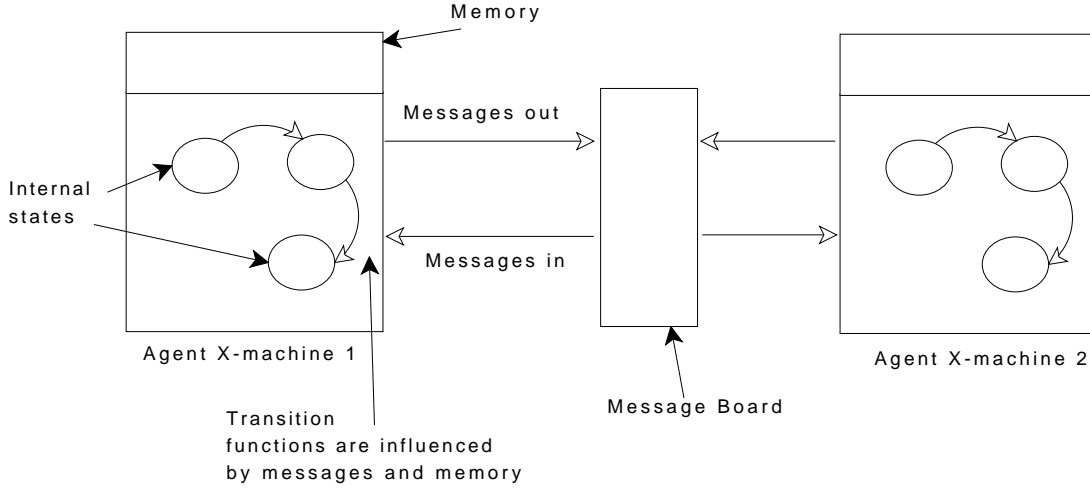 Memory
Messages out
Internal
states
Messages in
Agent X-machine 1
Agent X-machine 2
Message Board
Transition
functions are influenced
by messages and memory